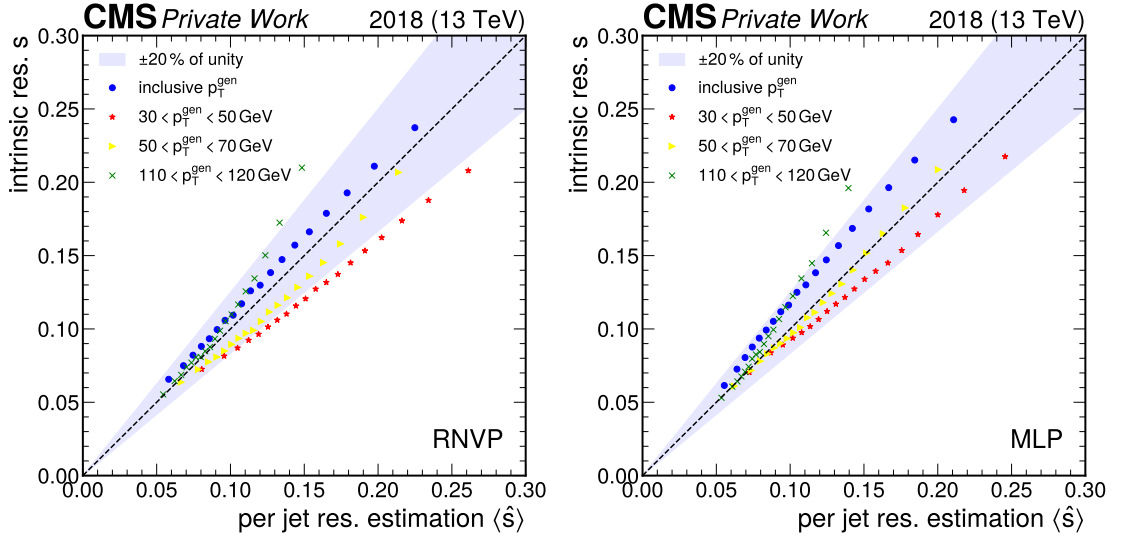 CMS Private Work 2018 (13 TeV)
intrinsic res. s
0.30
0.25
0.20
0.15
0.10
0.05
0.00
±20 % of unity
inclusive p_T^gen
30 < p_T^gen < 50 GeV
50 < p_T^gen < 70 GeV
110 < p_T^gen < 120 GeV
RNVP
0.00 0.05 0.10 0.15 0.20 0.25 0.30
per jet res. estimation ⟨ŝ⟩
CMS Private Work 2018 (13 TeV)
intrinsic res. s
0.30
0.25
0.20
0.15
0.10
0.05
0.00
±20 % of unity
inclusive p_T^gen
30 < p_T^gen < 50 GeV
50 < p_T^gen < 70 GeV
110 < p_T^gen < 120 GeV
MLP
0.00 0.05 0.10 0.15 0.20 0.25 0.30
per jet res. estimation ⟨ŝ⟩